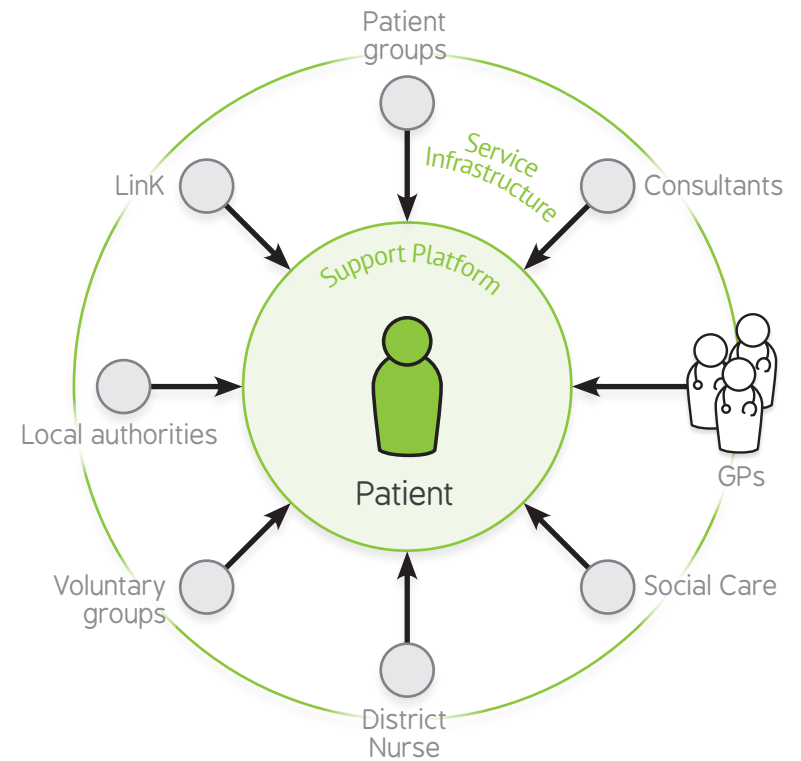 Patient
groups
Service
Infrastructure
LinK
Consultants
Support Platform
Local authorities
GPs
Patient
Voluntary
groups
Social Care
District
Nurse